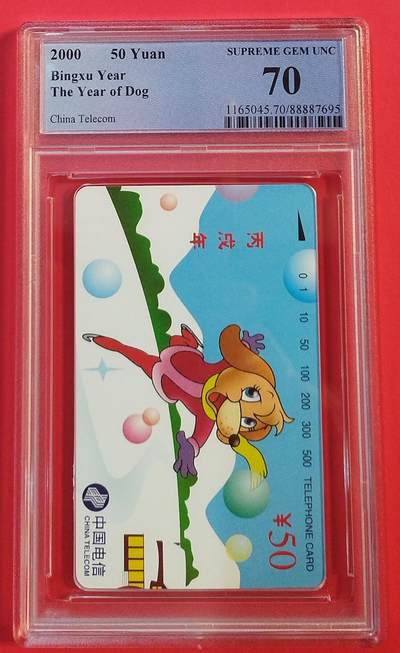 2000 50 Yuan
Bingxu Year
The Year of Dog
China Telecom
SUPREME GEM UNC
70
1165045.70/88887695
丙戌年
0 1 10 50 100 200 300 500 TELEPHONE CARD
¥50
中国电信
CHINA TELECOM